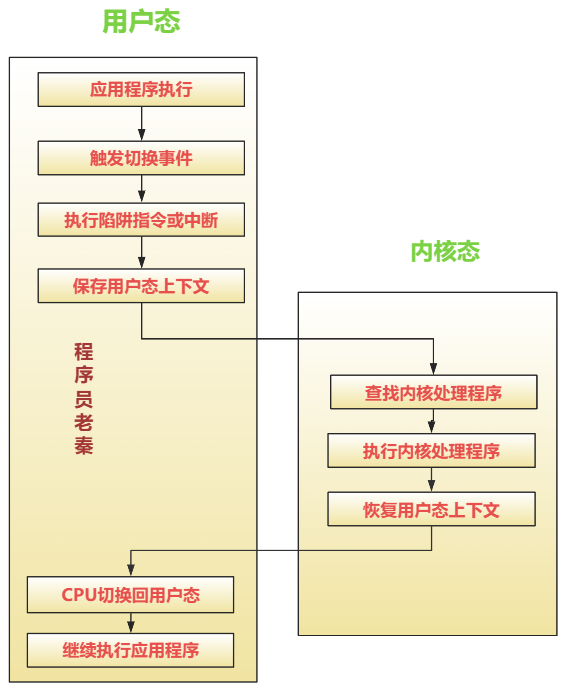 用户态
应用程序执行
触发切换事件
执行陷阱指令或中断
保存用户态上下文
程序员老秦
内核态
查找内核处理程序
执行内核处理程序
恢复用户态上下文
CPU切换回用户态
继续执行应用程序